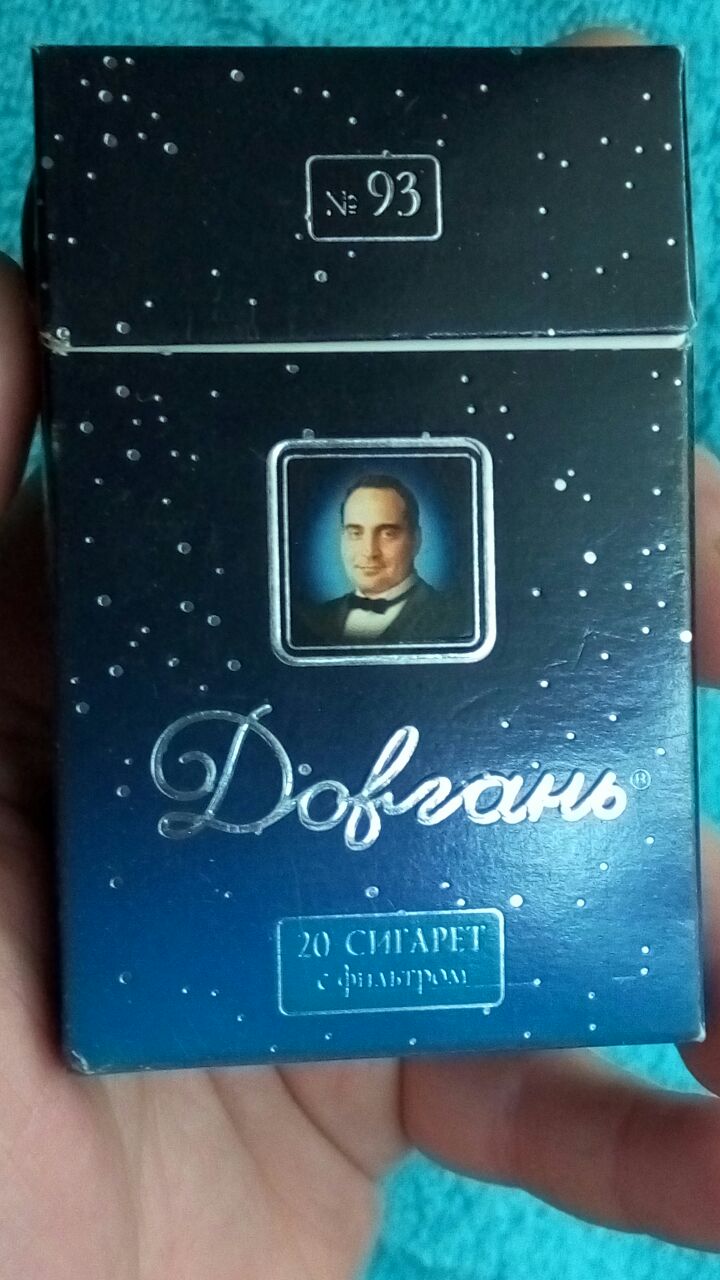 № 93
Довгань®
20 СИГАРЕТ
с фильтром